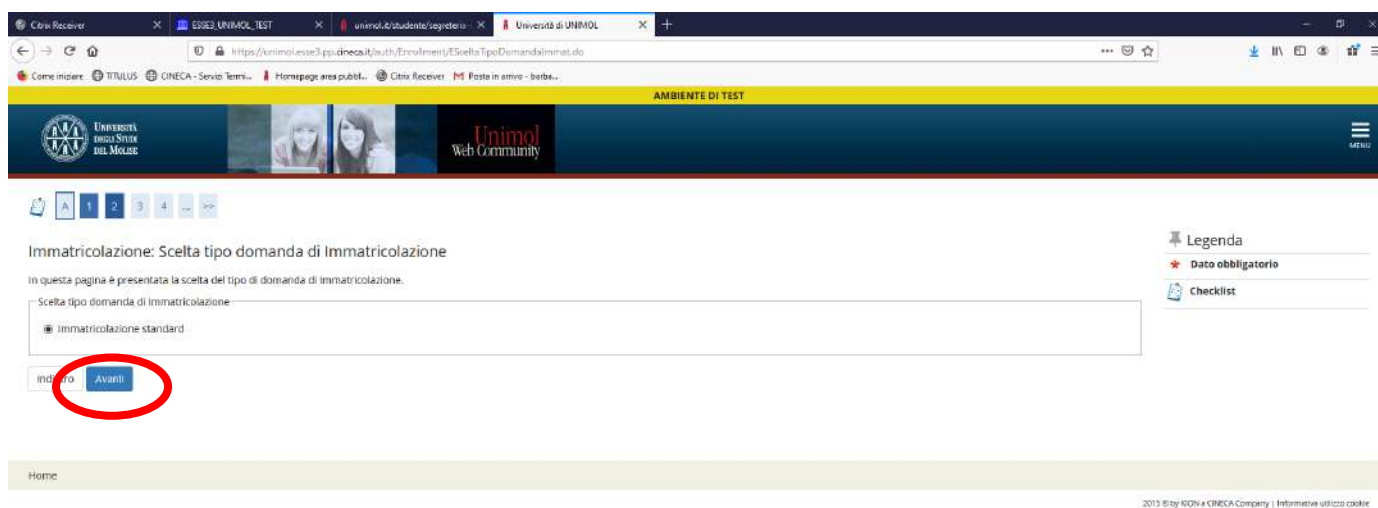 Citrix Receiver
ESSE3_UNIMOL_TEST
unimol.it/studente/segreteria-
Università di UNIMOL
https://unimol.esse3.pp.cineca.it/auth/Enrollment/ESceltaTipoDomandaImmat.do
Come iniziare TITULUS CINECA - Servizi Termi... Homepage area pubbl... Citrix Receiver Posta in arrivo - barba...
AMBIENTE DI TEST
UNIVERSITÀ
DEGLI STUDI
DEL MOLISE
Unimol
Web Community
MENU
A 1 2 3 4 ... >>
Immatricolazione: Scelta tipo domanda di Immatricolazione
In questa pagina è presentata la scelta del tipo di domanda di immatricolazione.
Scelta tipo domanda di Immatricolazione
Immatricolazione standard
Avanti
Legenda
Dato obbligatorio
Checklist
Home
2015 © by KION a CINECA Company | Informativa utilizzo cookie